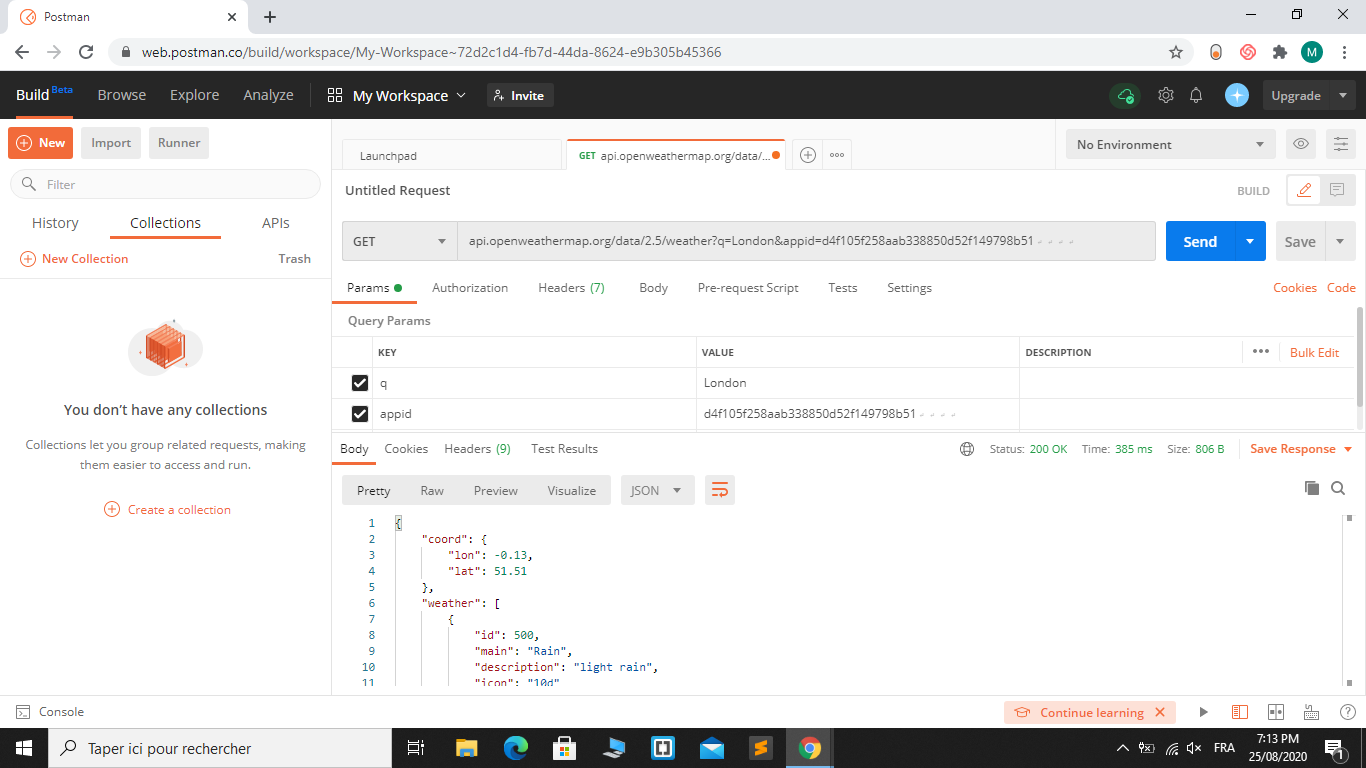 Postman
web.postman.co/build/workspace/My-Workspace~72d2c1d4-fb7d-44da-8624-e9b305b45366
M
Build Beta Browse Explore Analyze My Workspace Invite Upgrade
New Import Runner
Launchpad GET api.openweathermap.org/data/... No Environment
Filter
Untitled Request BUILD
History Collections APIs
GET api.openweathermap.org/data/2.5/weather?q=London&appid=d4f105f258aab338850d52f149798b51 Send Save
New Collection Trash
Params Authorization Headers (7) Body Pre-request Script Tests Settings Cookies Code
Query Params
KEY VALUE DESCRIPTION Bulk Edit
q London
appid d4f105f258aab338850d52f149798b51
You don't have any collections
Collections let you group related requests, making
them easier to access and run.
Create a collection
Body Cookies Headers (9) Test Results Status: 200 OK Time: 385 ms Size: 806 B Save Response
Pretty Raw Preview Visualize JSON
1 {
2 "coord": {
3 "lon": -0.13,
4 "lat": 51.51
5 },
6 "weather": [
7 {
8 "id": 500,
9 "main": "Rain",
10 "description": "light rain",
11 "icon": "10d"
Console Continue learning
Taper ici pour rechercher
FRA
7:13 PM
25/08/2020
1